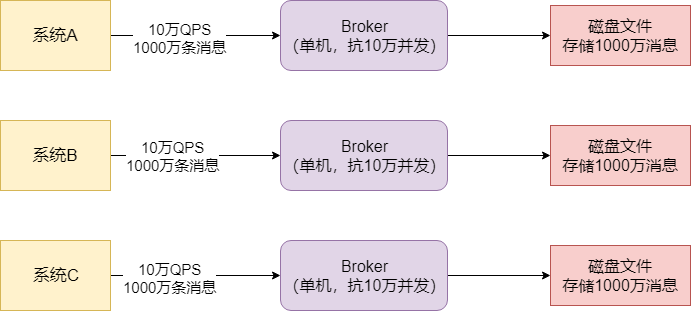 系统A
10万QPS
1000万条消息
Broker
(单机，抗10万并发)
磁盘文件
存储1000万消息
系统B
10万QPS
1000万条消息
Broker
(单机，抗10万并发)
磁盘文件
存储1000万消息
系统C
10万QPS
1000万条消息
Broker
(单机，抗10万并发)
磁盘文件
存储1000万消息